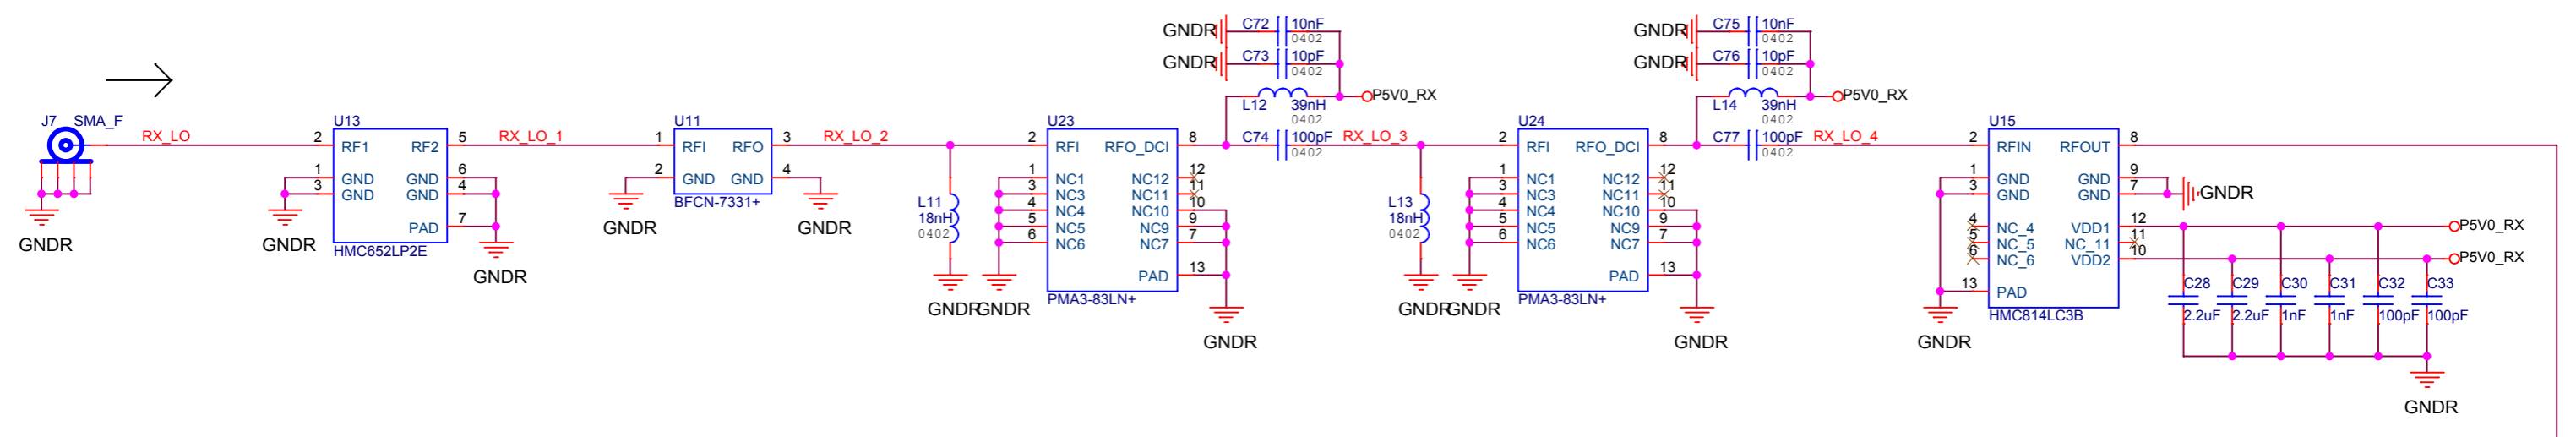 GNDR C72 10nF
0402
GNDR C73 10pF
0402
L12 39nH P5V0_RX
0402
GNDR C75 10nF
0402
GNDR C76 10pF
0402
L14 39nH P5V0_RX
0402
J7 SMA_F
RX_LO
GNDR
U13
2 RF1 RF2 5
1 GND GND 6
3 GND GND 4
PAD 7
HMC652LP2E
GNDR
GNDR
RX_LO_1
U11
1 RFI RFO 3
2 GND GND 4
BFCN-7331+
GNDR
GNDR
RX_LO_2
L11
18nH
0402
GNDR
GNDR
U23
2 RFI RFO_DCI 8
1 NC1 NC12 12
3 NC3 NC11 11
4 NC4 NC10 10
5 NC5 NC9 9
6 NC6 NC7 7
PAD 13
PMA3-83LN+
GNDR
C74 100pF
0402
RX_LO_3
L13
18nH
0402
GNDR
GNDR
U24
2 RFI RFO_DCI 8
1 NC1 NC12 12
3 NC3 NC11 11
4 NC4 NC10 10
5 NC5 NC9 9
6 NC6 NC7 7
PAD 13
PMA3-83LN+
GNDR
C77 100pF
0402
RX_LO_4
U15
2 RFIN RFOUT 8
1 GND GND 9
3 GND GND 7
GNDR
4 NC_4 VDD1 12 P5V0_RX
5 NC_5 NC_11 11
6 NC_6 VDD2 10 P5V0_RX
13 PAD
HMC814LC3B
GNDR
C28 C29 C30 C31 C32 C33
2.2uF 2.2uF 1nF 1nF 100pF 100pF
GNDR